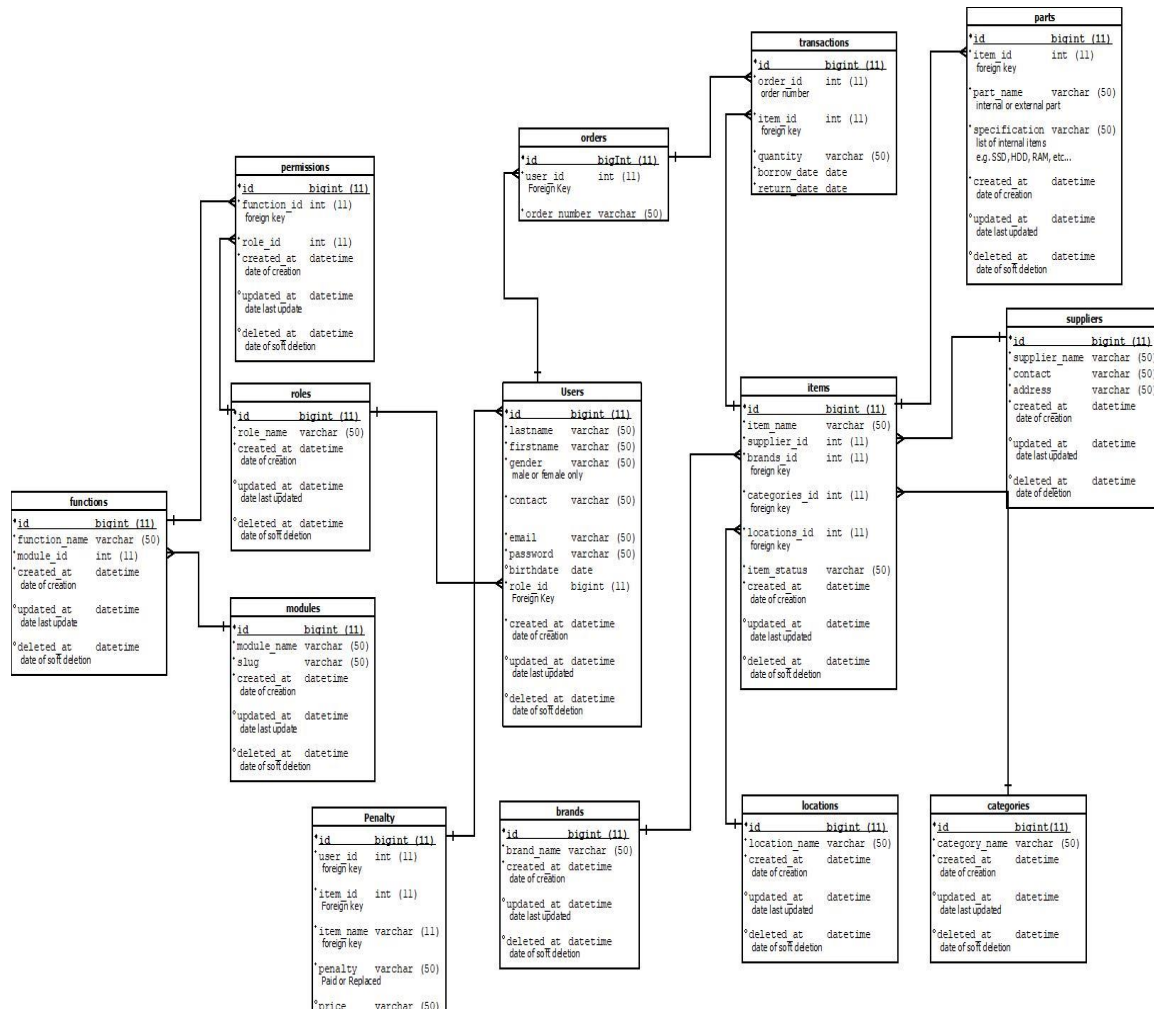 parts
*id bigint (11)
*item_id int (11)
foreign key
*part_name varchar (50)
internal or external part
*specification varchar (50)
list of internal items
e.g. SSD, HDD, RAM, etc...
*created_at datetime
date of creation
°updated_at datetime
date last updated
°deleted_at datetime
date of soft deletion
transactions
*id bigint (11)
*order_id int (11)
order number
*item_id int (11)
foreign key
*quantity varchar (50)
*borrow_date date
*return_date date
orders
*id bigInt (11)
*user_id int (11)
Foreign Key
*order number varchar (50)
permissions
*id bigint (11)
*function_id int (11)
foreign key
*role_id int (11)
*created_at datetime
date of creation
°updated_at datetime
date last update
°deleted_at datetime
date of soft deletion
suppliers
*id bigint (11)
*supplier_name varchar (50)
*contact varchar (50)
*address varchar (50)
*created_at datetime
date of creation
°updated_at datetime
date last updated
°deleted_at datetime
date of deletion
roles
*id bigint (11)
*role_name varchar (50)
*created_at datetime
date of creation
°updated_at datetime
date last updated
°deleted at datetime
date of soft deletion
Users
*id bigint (11)
*lastname varchar (50)
*firstname varchar (50)
*gender varchar (50)
male or female only
*contact varchar (50)
*email varchar (50)
*password varchar (50)
°birthdate date
*role_id bigint (11)
Foreign Key
*created_at datetime
date of creation
°updated_at datetime
date last updated
°deleted_at datetime
date of soft deletion
items
*id bigint (11)
*item_name varchar (50)
*supplier_id int (11)
*brands_id int (11)
foreign key
*categories_id int (11)
foreign key
*locations_id int (11)
foreign key
*item_status varchar (50)
*created_at datetime
date of creation
°updated_at datetime
date last updated
°deleted_at datetime
date of soft deletion
functions
*id bigint (11)
*function_name varchar (50)
*module_id int (11)
*created_at datetime
date of creation
°updated_at datetime
date last update
°deleted_at datetime
date of soft deletion
modules
*id bigint (11)
*module_name varchar (50)
*slug varchar (50)
*created_at datetime
date of creation
°updated_at datetime
date last update
°deleted_at datetime
date of soft deletion
Penalty
*id bigint (11)
*user_id int (11)
foreign key
*item_id int (11)
Foreign key
*item_name varchar (11)
foreign key
*penalty varchar (50)
Paid or Replaced
°price varchar (50)
brands
*id bigint (11)
*brand_name varchar (50)
*created_at datetime
date of creation
°updated_at datetime
date last updated
°deleted_at datetime
date of soft deletion
locations
*id bigint (11)
*location_name varchar (50)
*created_at datetime
date of creation
°updated_at datetime
date last updated
°deleted_at datetime
date of soft deletion
categories
*id bigint(11)
*category_name varchar (50)
*created_at datetime
date of creation
°updated_at datetime
date last updated
°deleted_at datetime
date of soft deletion